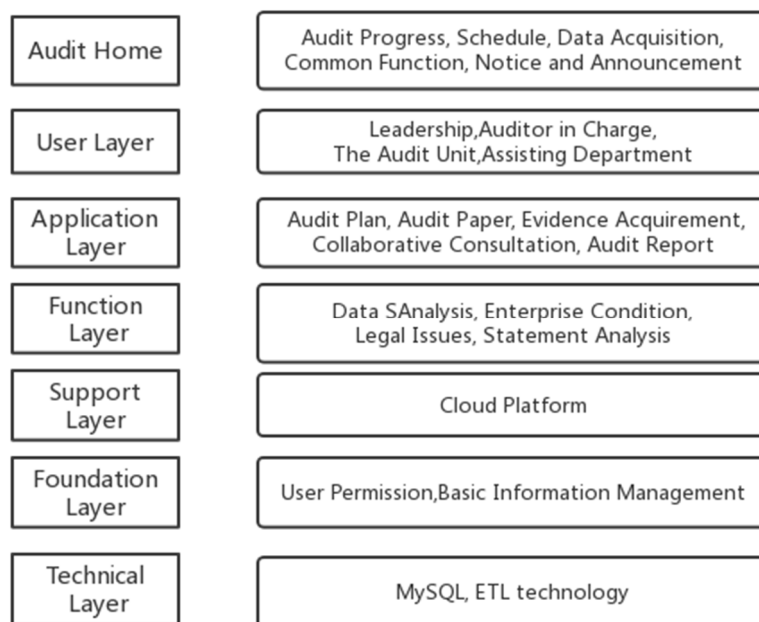 Audit Home
Audit Progress, Schedule, Data Acquisition,
Common Function, Notice and Announcement
User Layer
Leadership,Auditor in Charge,
The Audit Unit,Assisting Department
Application
Layer
Audit Plan, Audit Paper, Evidence Acquirement,
Collaborative Consultation, Audit Report
Function
Layer
Data SAnalysis, Enterprise Condition,
Legal Issues, Statement Analysis
Support
Layer
Cloud Platform
Foundation
Layer
User Permission,Basic Information Management
Technical
Layer
MySQL, ETL technology